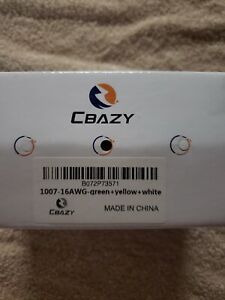 CBAZY
B072P73571
1007-16AWG-green+yellow+white
CBAZY
MADE IN CHINA